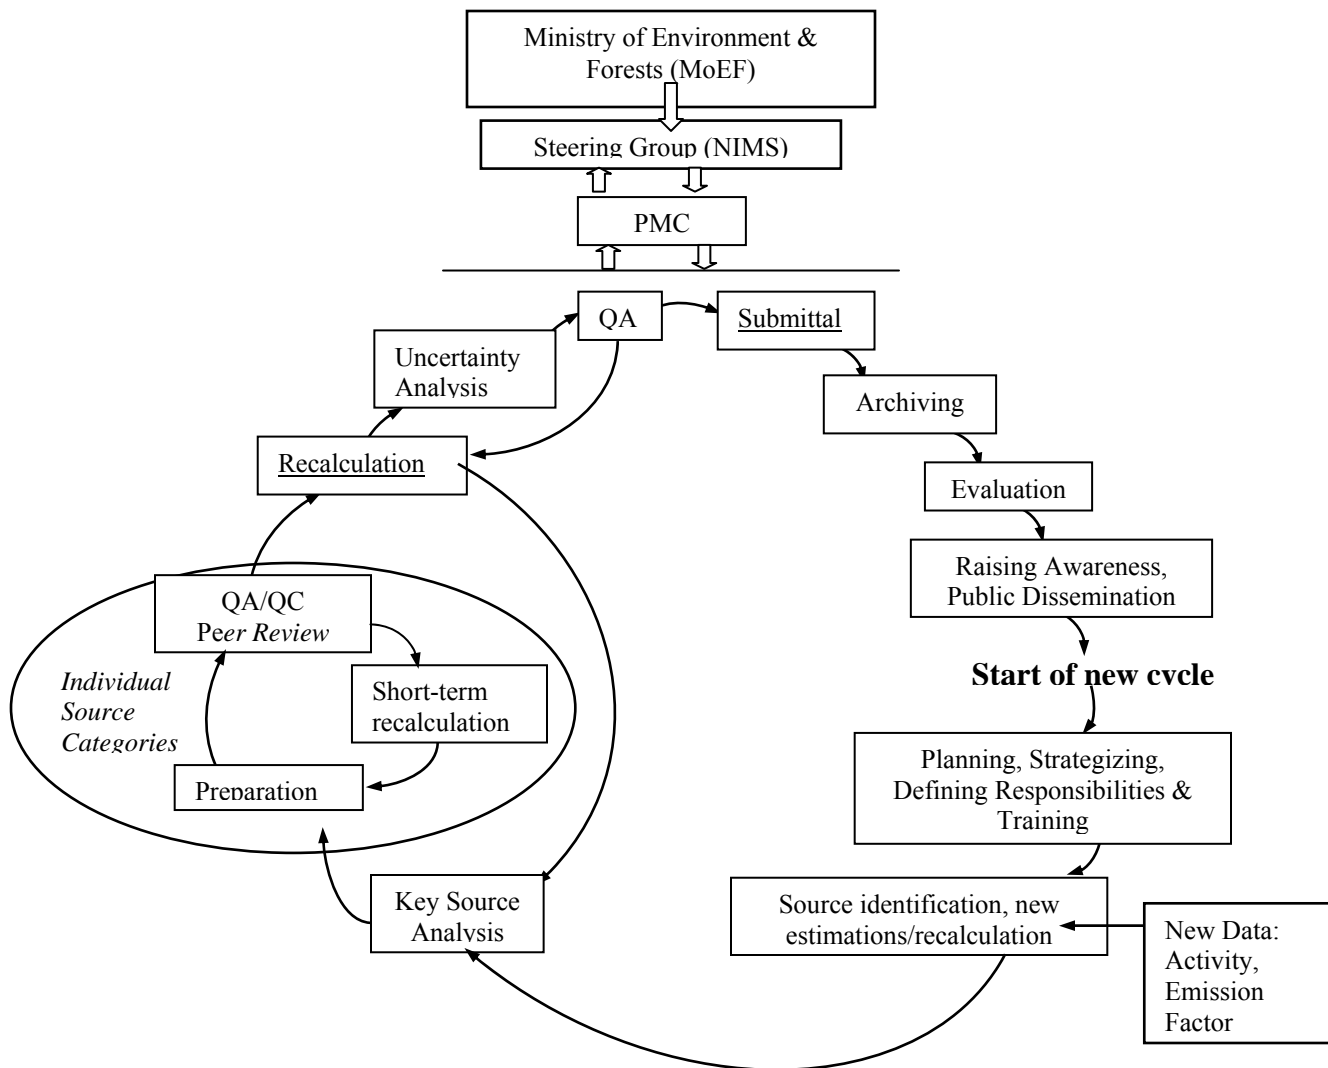 Ministry of Environment &
Forests (MoEF)
Steering Group (NIMS)
PMC
QA
Submittal
Uncertainty
Analysis
Archiving
Recalculation
Evaluation
Raising Awareness,
Public Dissemination
QA/QC
Peer Review
Individual
Source
Categories
Short-term
recalculation
Start of new cycle
Preparation
Planning, Strategizing,
Defining Responsibilities &
Training
Key Source
Analysis
Source identification, new
estimations/recalculation
New Data:
Activity,
Emission
Factor